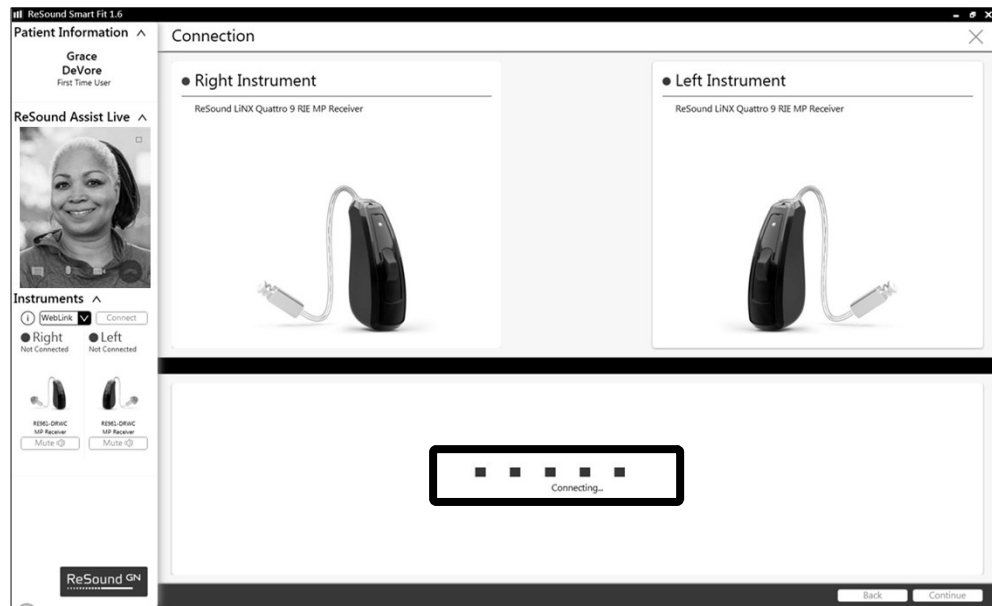 ReSound Smart Fit 1.6
Patient Information
Grace
DeVore
First Time User
ReSound Assist Live
Instruments
WebLink
Connect
Right
Left
Not Connected
Not Connected
RE961-DRWC
MP Receiver
RE961-DRWC
MP Receiver
Mute
Mute
ReSound GN
Connection
Right Instrument
ReSound LiNX Quattro 9 RIE MP Receiver
Left Instrument
ReSound LiNX Quattro 9 RIE MP Receiver
Connecting...
Back
Continue